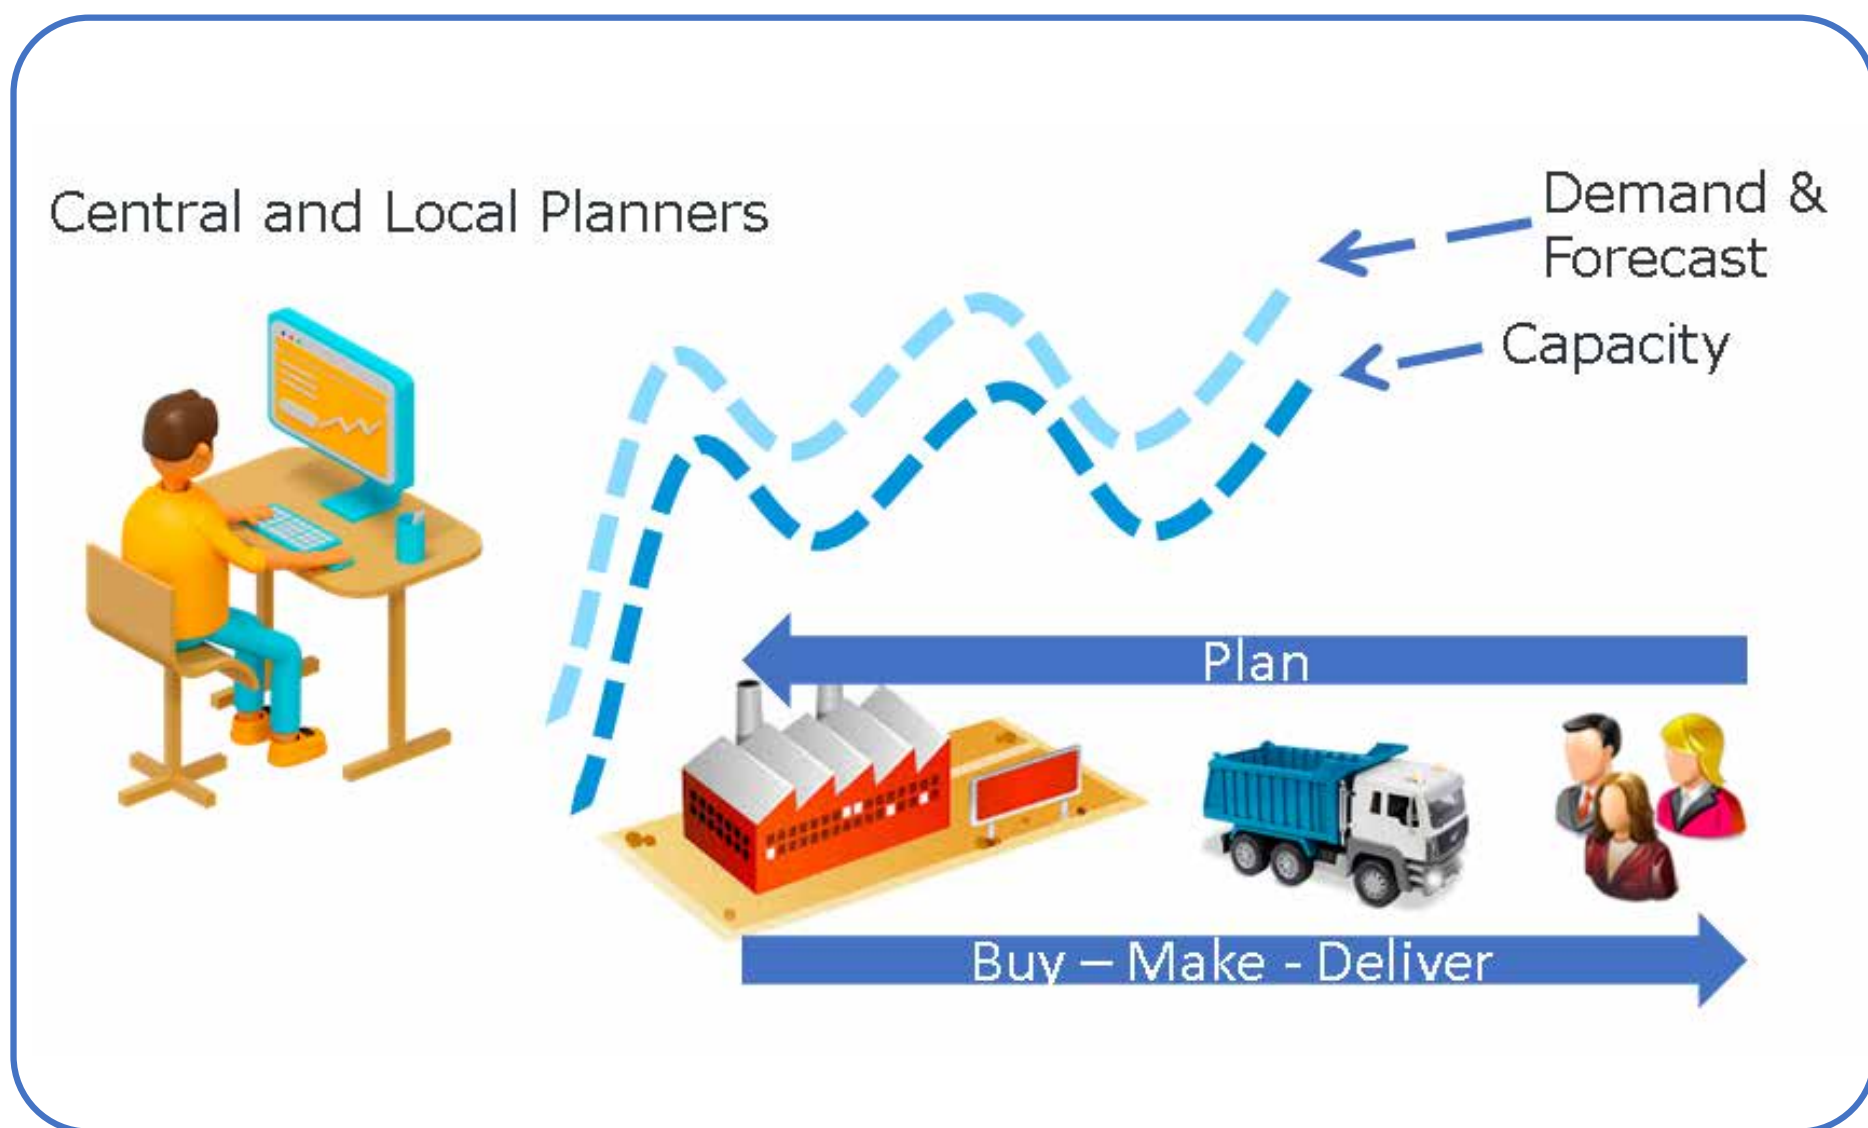 Central and Local Planners
Demand &
Forecast
Capacity
Plan
Buy – Make - Deliver